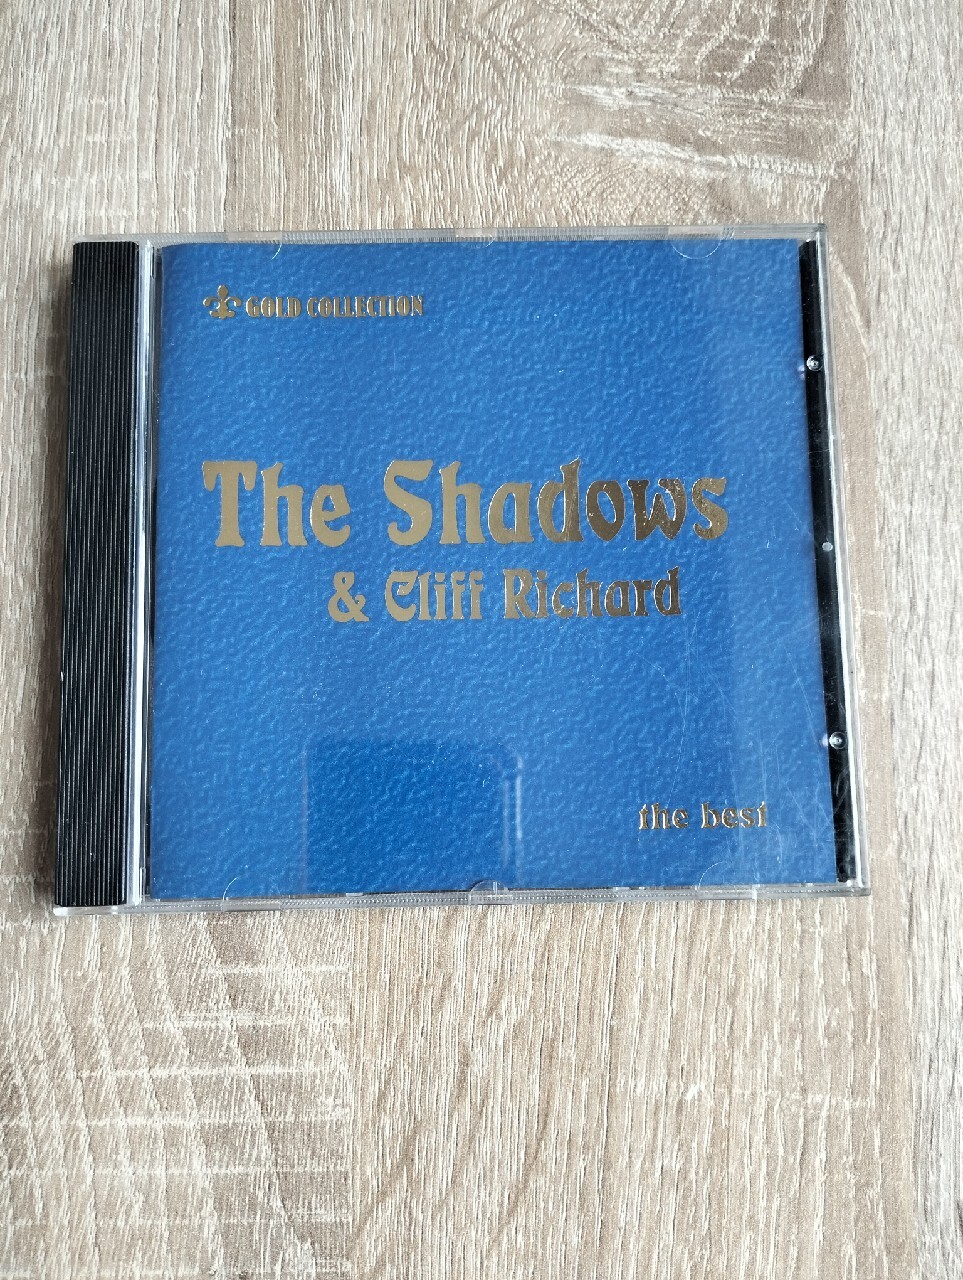 GOLD COLLECTION
The Shadows
& Cliff Richard
the best